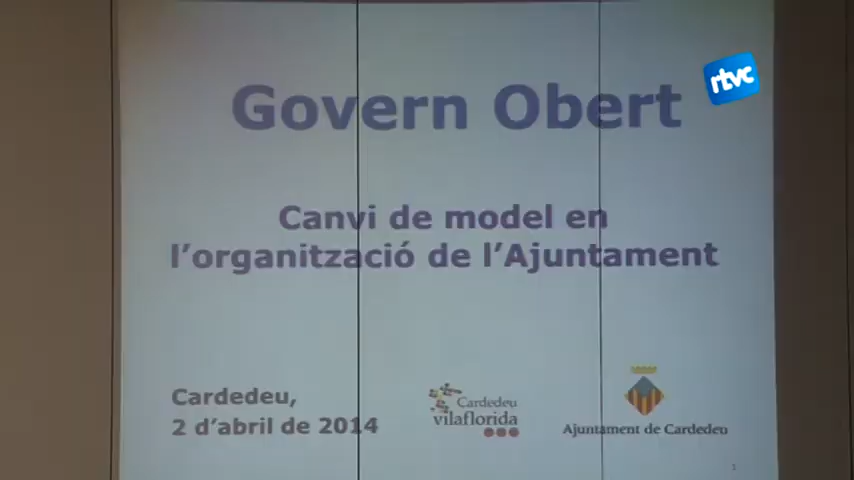 rtvc
Govern Obert
Canvi de model en
l'organització de l'Ajuntament
Cardedeu,
2 d'abril de 2014
Cardedeu
vilaflorida
Ajuntament de Cardedeu
1